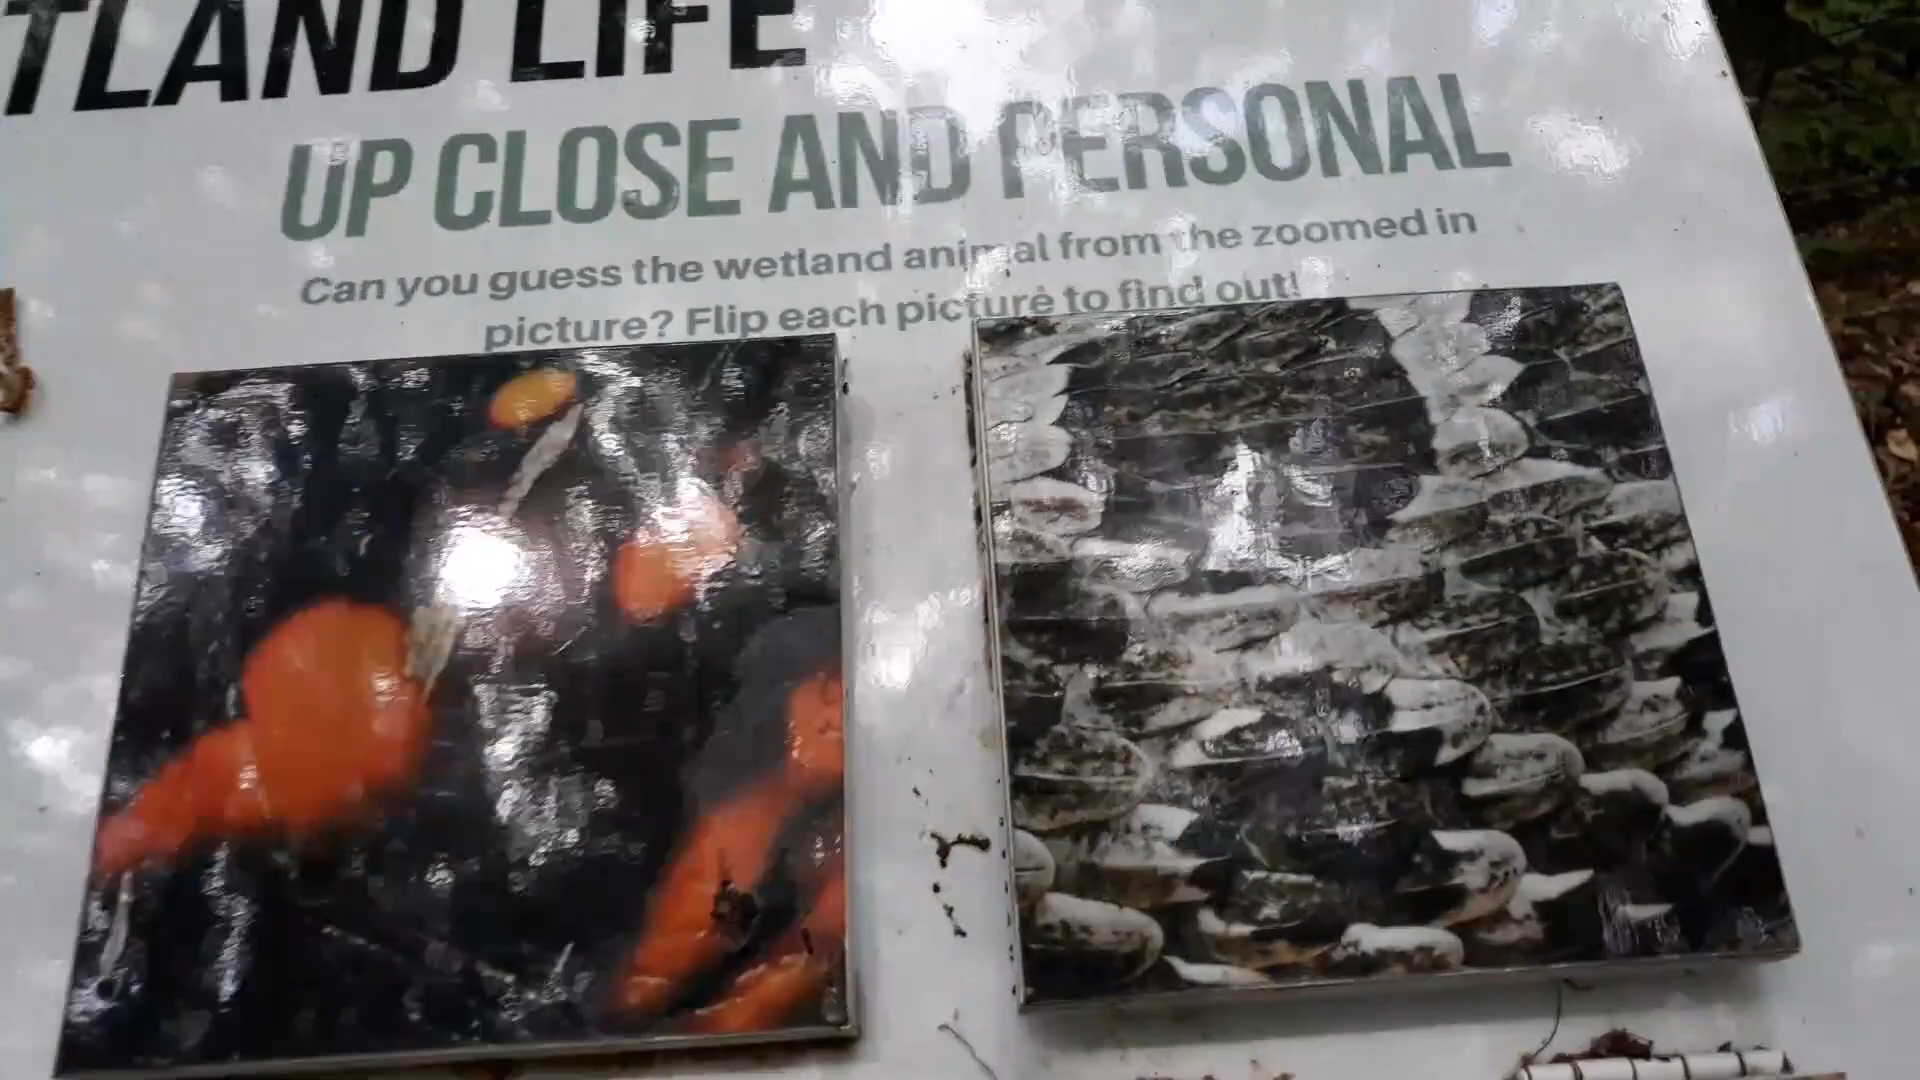 TLAND LIFE
UP CLOSE AND PERSONAL
Can you guess the wetland animal from the zoomed in
picture? Flip each picture to find out!